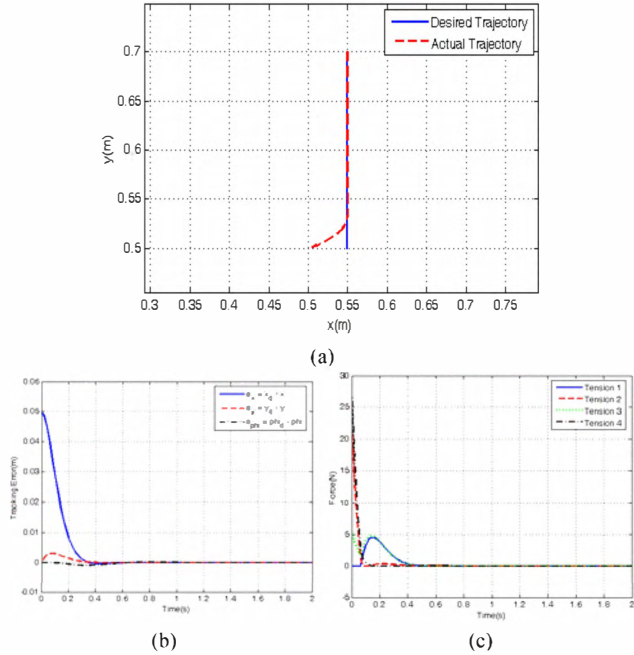 Desired Trajectory
Actual Trajectory
0.7
0.65
0.6
0.55
0.5
y(m)
0.3 0.35 0.4 0.45 0.5 0.55 0.6 0.65 0.7 0.75
x(m)
(a)
0.06
0.05
0.04
0.03
0.02
0.01
0
-0.01
Tracking Error(m)
0 0.2 0.4 0.6 0.8 1 1.2 1.4 1.6 1.8 2
Time(s)
(b)
30
25
20
15
10
5
0
-5
Force(N)
Tension 1
Tension 2
Tension 3
Tension 4
0 0.2 0.4 0.6 0.8 1 1.2 1.4 1.6 1.8 2
Time(s)
(c)